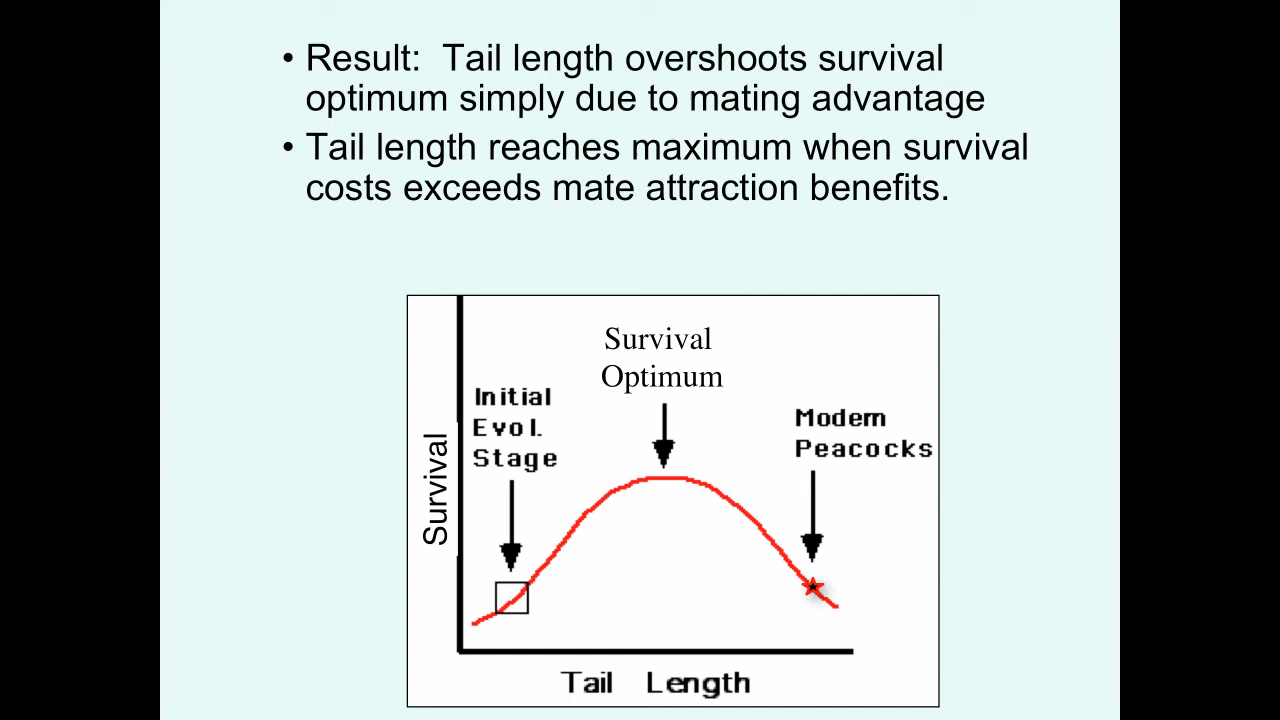 • Result:  Tail length overshoots survival
optimum simply due to mating advantage
• Tail length reaches maximum when survival
costs exceeds mate attraction benefits.
Survival
Optimum
Initial
Evol.
Stage
Modern
Peacocks
Survival
Tail Length